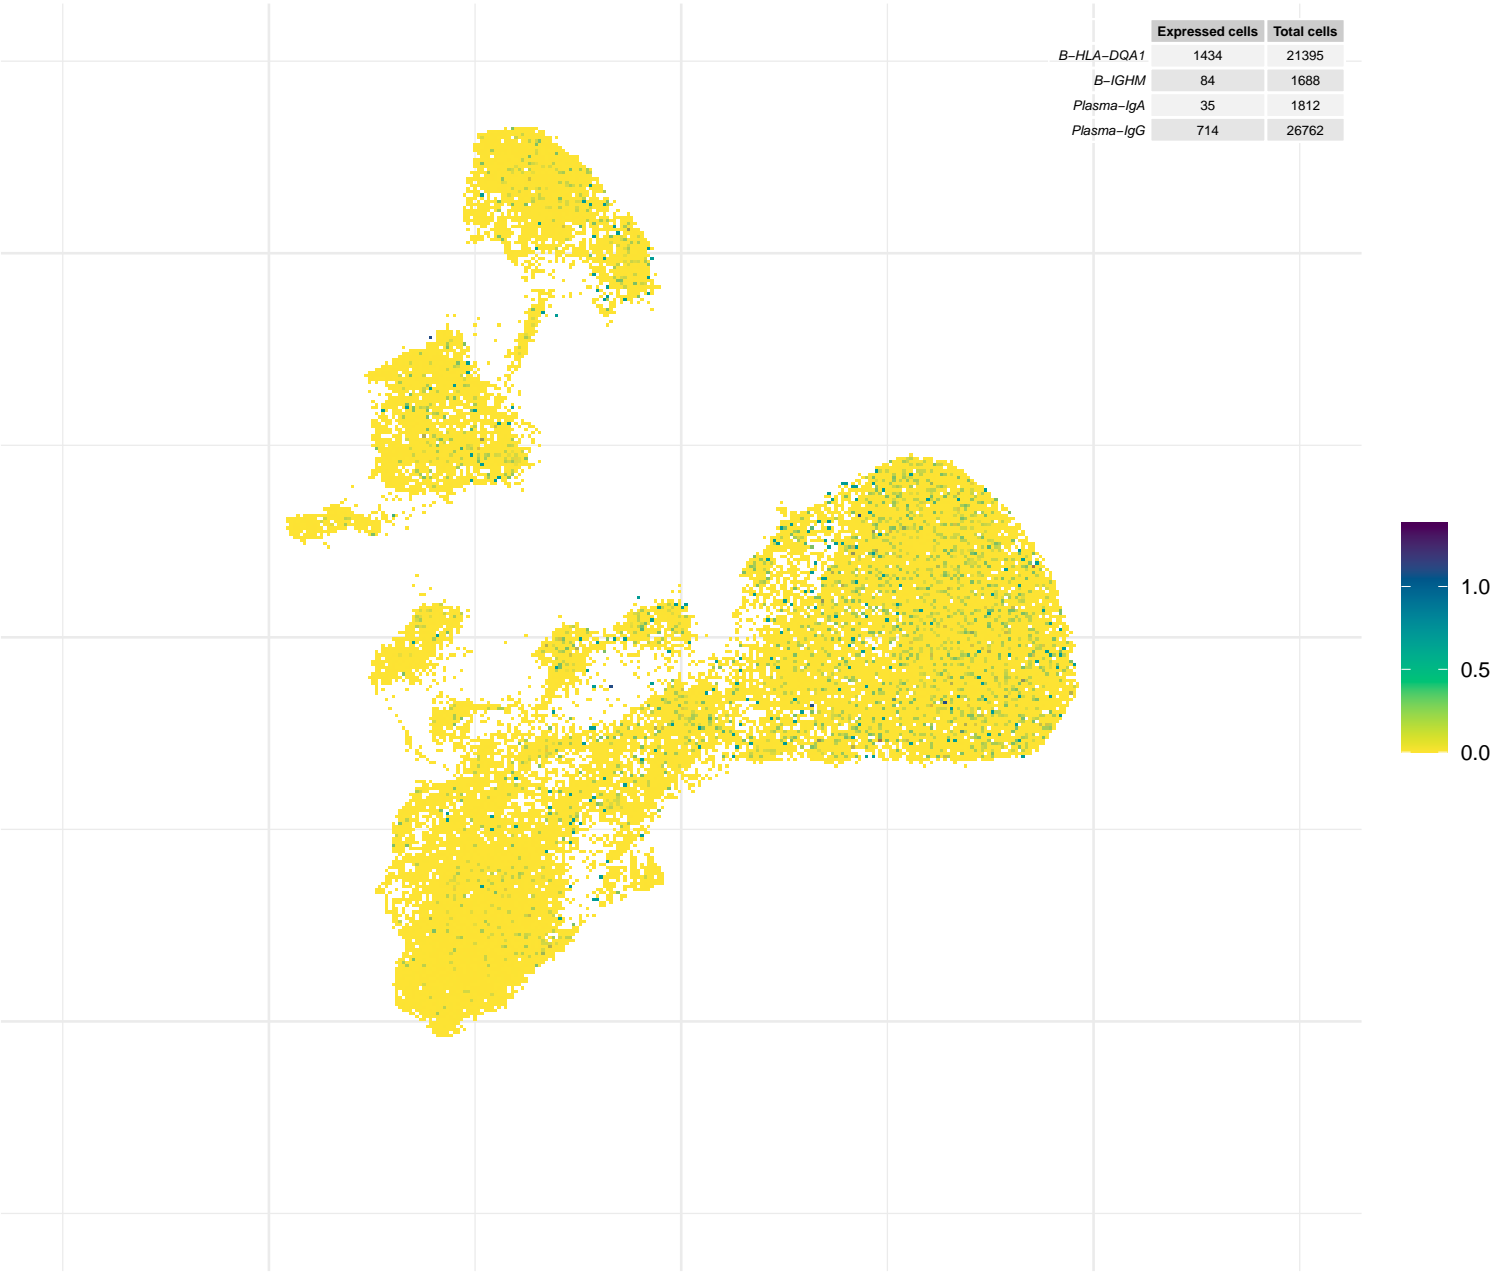 Expressed cells Total cells
B−HLA−DQA1 1434 21395
B−IGHM 84 1688
Plasma−IgA 35 1812
Plasma−IgG 714 26762
1.0
0.5
0.0